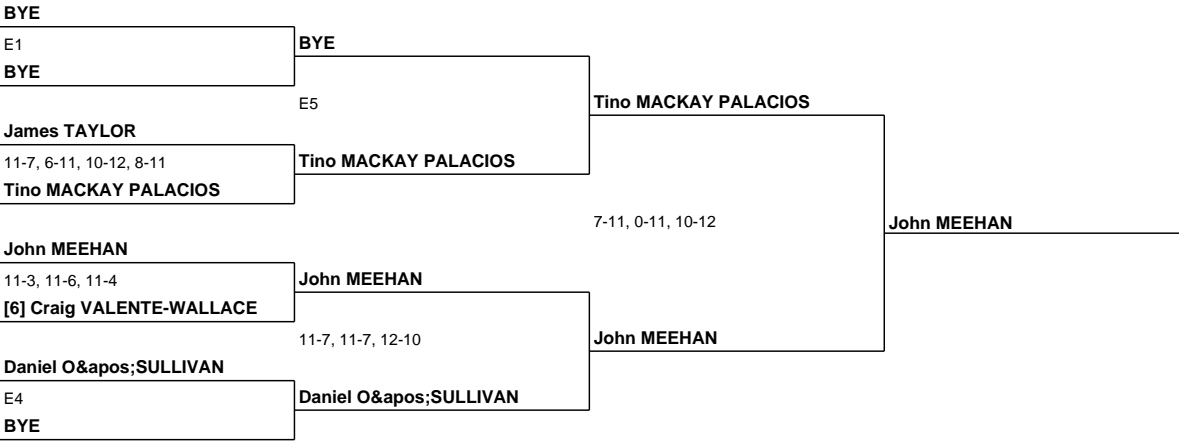 BYE
E1
BYE
BYE
E5
James TAYLOR
11-7, 6-11, 10-12, 8-11
Tino MACKAY PALACIOS
Tino MACKAY PALACIOS
Tino MACKAY PALACIOS
7-11, 0-11, 10-12
John MEEHAN
John MEEHAN
11-3, 11-6, 11-4
[6] Craig VALENTE-WALLACE
John MEEHAN
11-7, 11-7, 12-10
John MEEHAN
Daniel O&apos;SULLIVAN
E4
BYE
Daniel O&apos;SULLIVAN